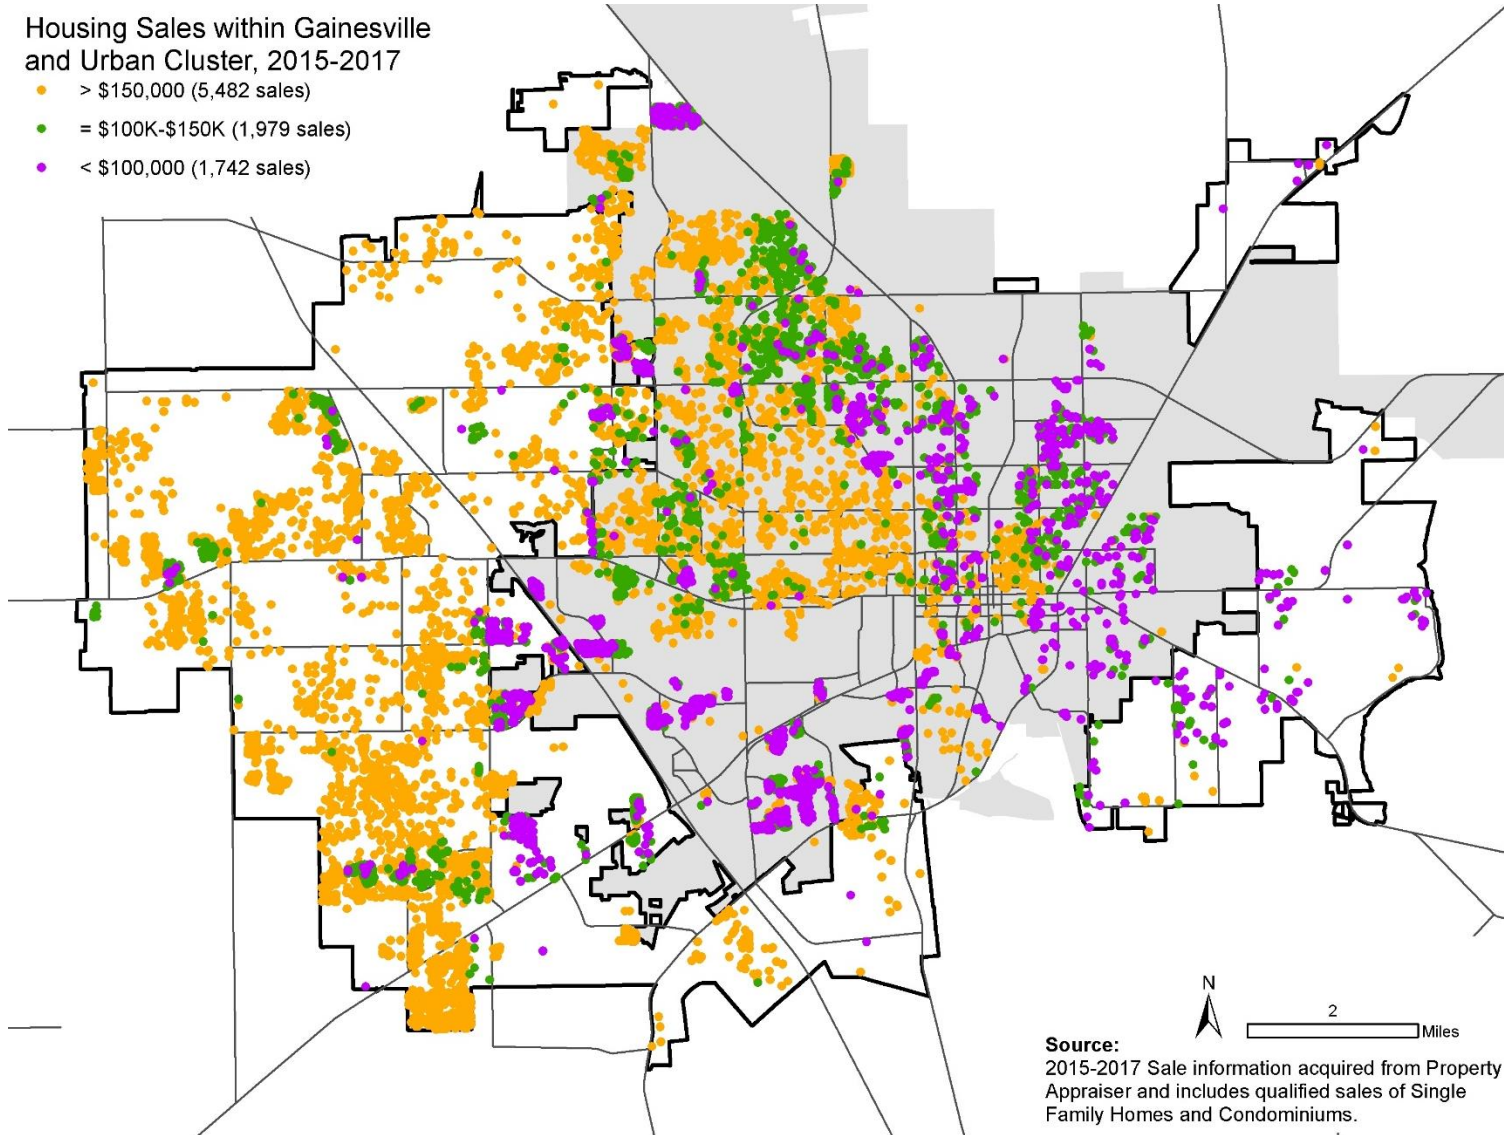 Housing Sales within Gainesville
and Urban Cluster, 2015-2017
> $150,000 (5,482 sales)
= $100K-$150K (1,979 sales)
< $100,000 (1,742 sales)
N
2
Miles
Source:
2015-2017 Sale information acquired from Property
Appraiser and includes qualified sales of Single
Family Homes and Condominiums.